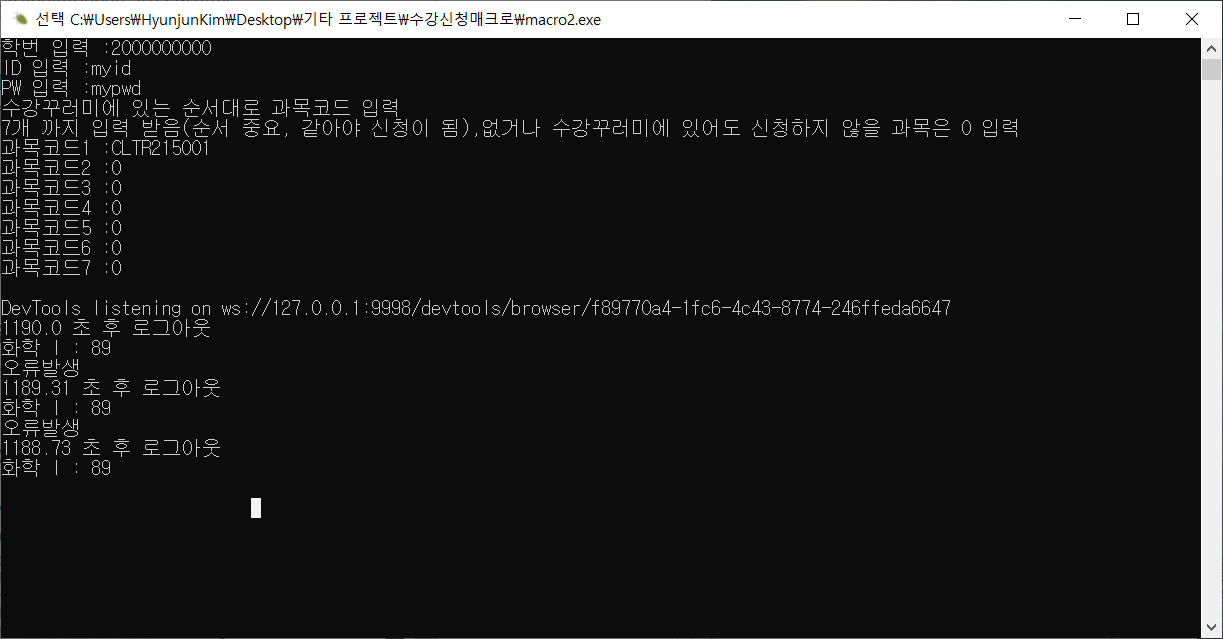 선택 C:₩Users₩HyunjunKim₩Desktop₩기타 프로젝트₩수강신청매크로₩macro2.exe
학번 입력 :2000000000
ID 입력 :myid
PW 입력 :mypwd
수강꾸러미에 있는 순서대로 과목코드 입력
7개 까지 입력 받음(순서 중요, 같아야 신청이 됨),없거나 수강꾸러미에 있어도 신청하지 않을 과목은 0 입력
과목코드1 :CLTR215001
과목코드2 :0
과목코드3 :0
과목코드4 :0
과목코드5 :0
과목코드6 :0
과목코드7 :0
DevTools listening on ws://127.0.0.1:9998/devtools/browser/f89770a4-1fc6-4c43-8774-246ffeda6647
1190.0 초 후 로그아웃
화학 I : 89
오류발생
1189.31 초 후 로그아웃
화학 I : 89
오류발생
1188.73 초 후 로그아웃
화학 I : 89